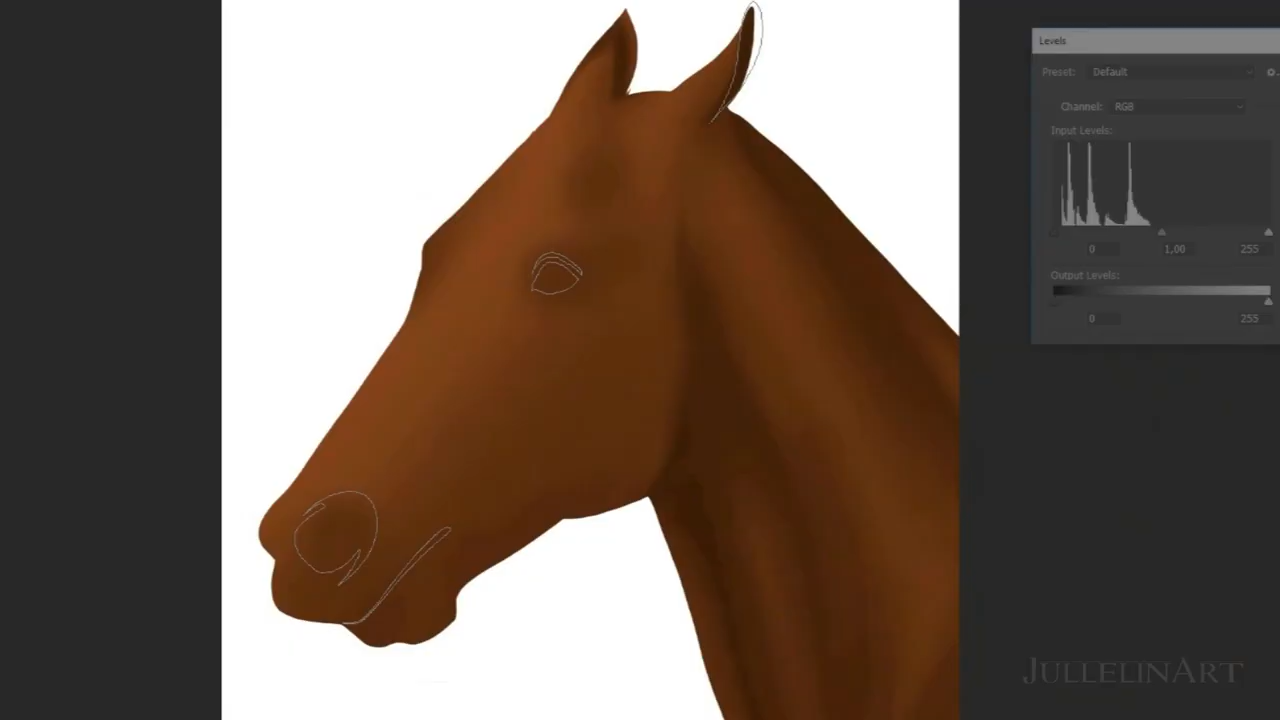 Levels
Preset: Default
Channel: RGB
Input Levels:
0 1,00 255
Output Levels:
0 255
JULLELINART